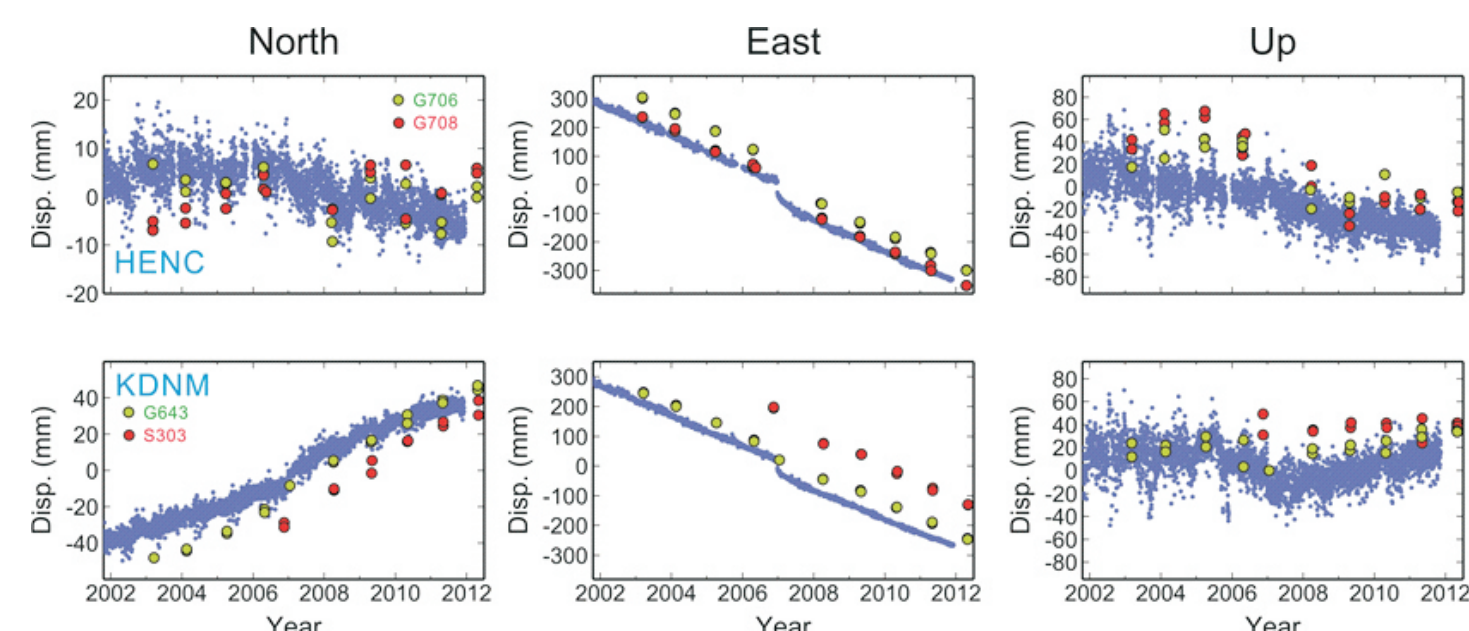 North East Up
20 300 80
G706
G708
10 200 60
0 100 40
-10 0 20
-20 -100 0
-200 -20
-300 -40
-60
-80
Disp. (mm) Disp. (mm) Disp. (mm)
HENC
KDNM
G643
S303
40 300 80
20 200 60
0 100 40
-20 0 20
-40 -100 0
-200 -20
-300 -40
-60
-80
Disp. (mm) Disp. (mm) Disp. (mm)
2002 2004 2006 2008 2010 2012 2002 2004 2006 2008 2010 2012 2002 2004 2006 2008 2010 2012
Year Year Year